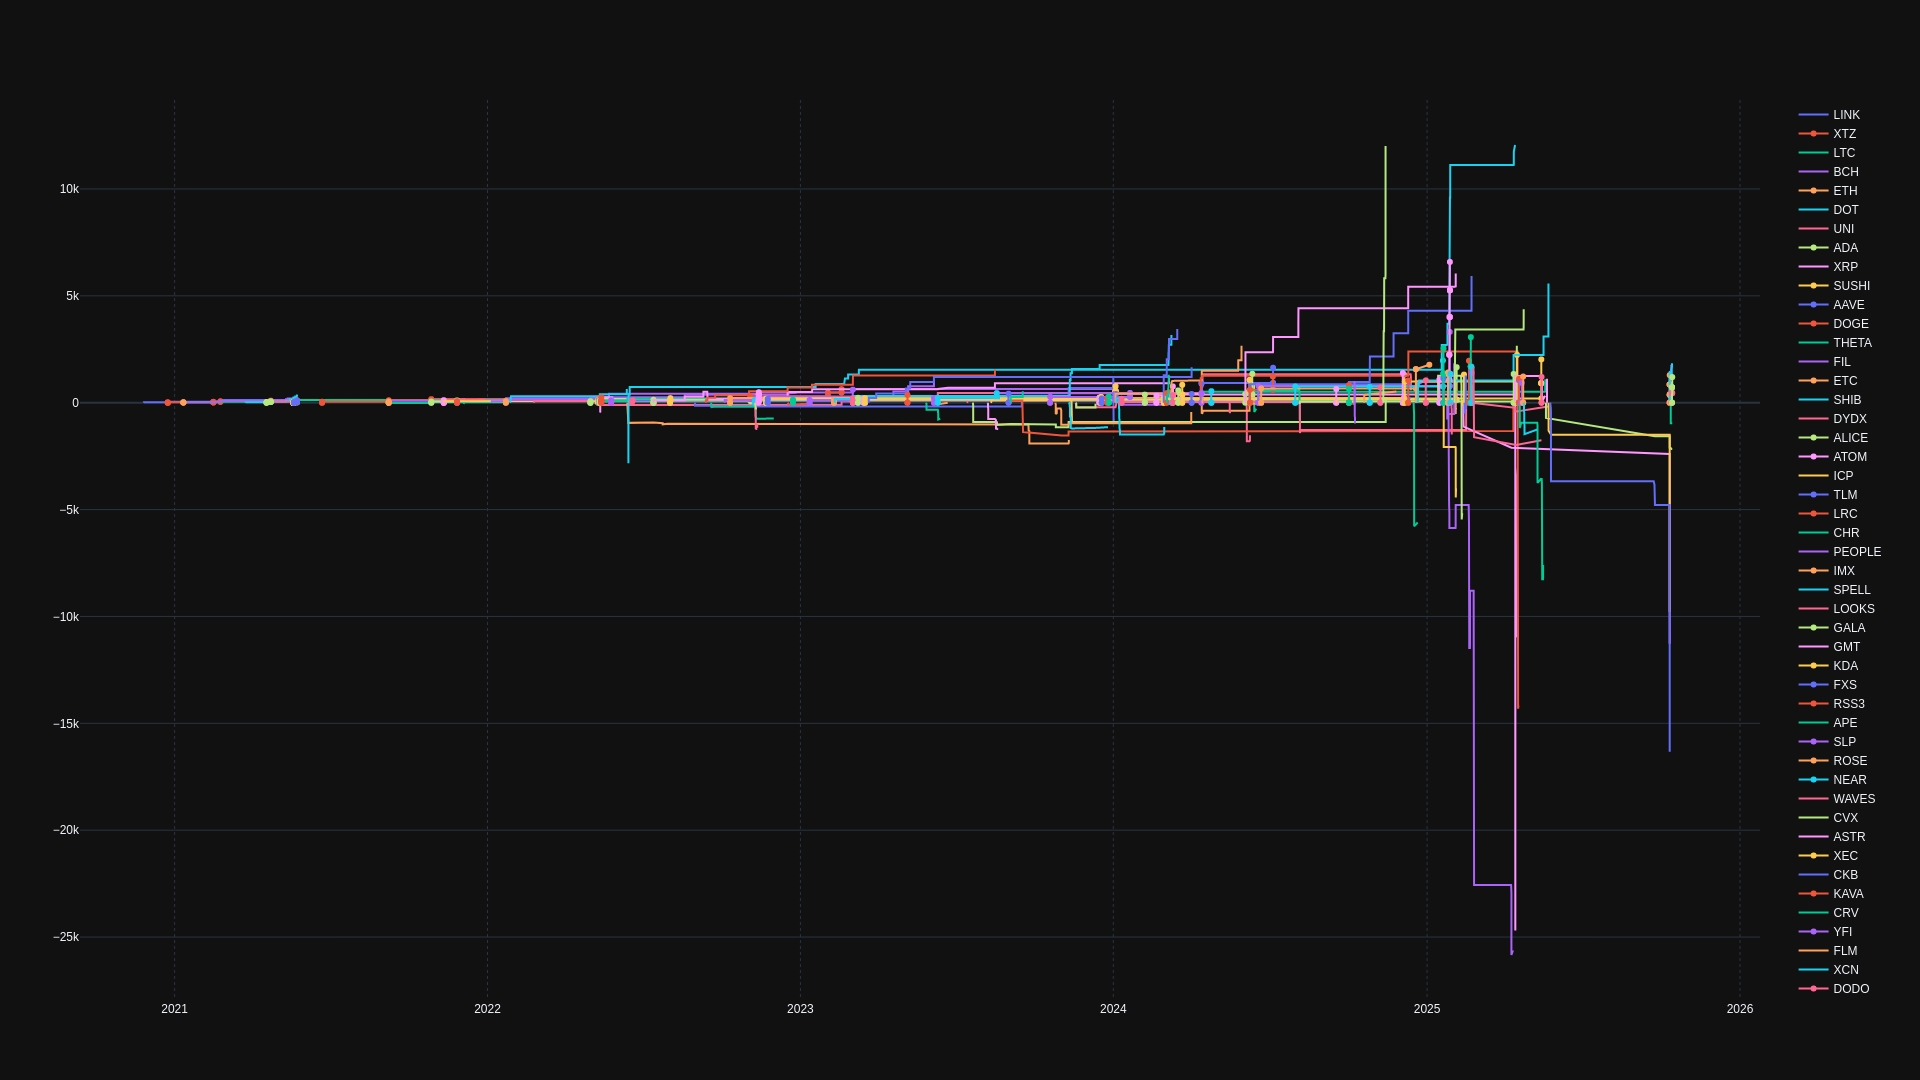 10k
5k
0
−5k
−10k
−15k
−20k
−25k
2021 2022 2023 2024 2025 2026
LINK
XTZ
LTC
BCH
ETH
DOT
UNI
ADA
XRP
SUSHI
AAVE
DOGE
THETA
FIL
ETC
SHIB
DYDX
ALICE
ATOM
ICP
TLM
LRC
CHR
PEOPLE
IMX
SPELL
LOOKS
GALA
GMT
KDA
FXS
RSS3
APE
SLP
ROSE
NEAR
WAVES
CVX
ASTR
XEC
CKB
KAVA
CRV
YFI
FLM
XCN
DODO